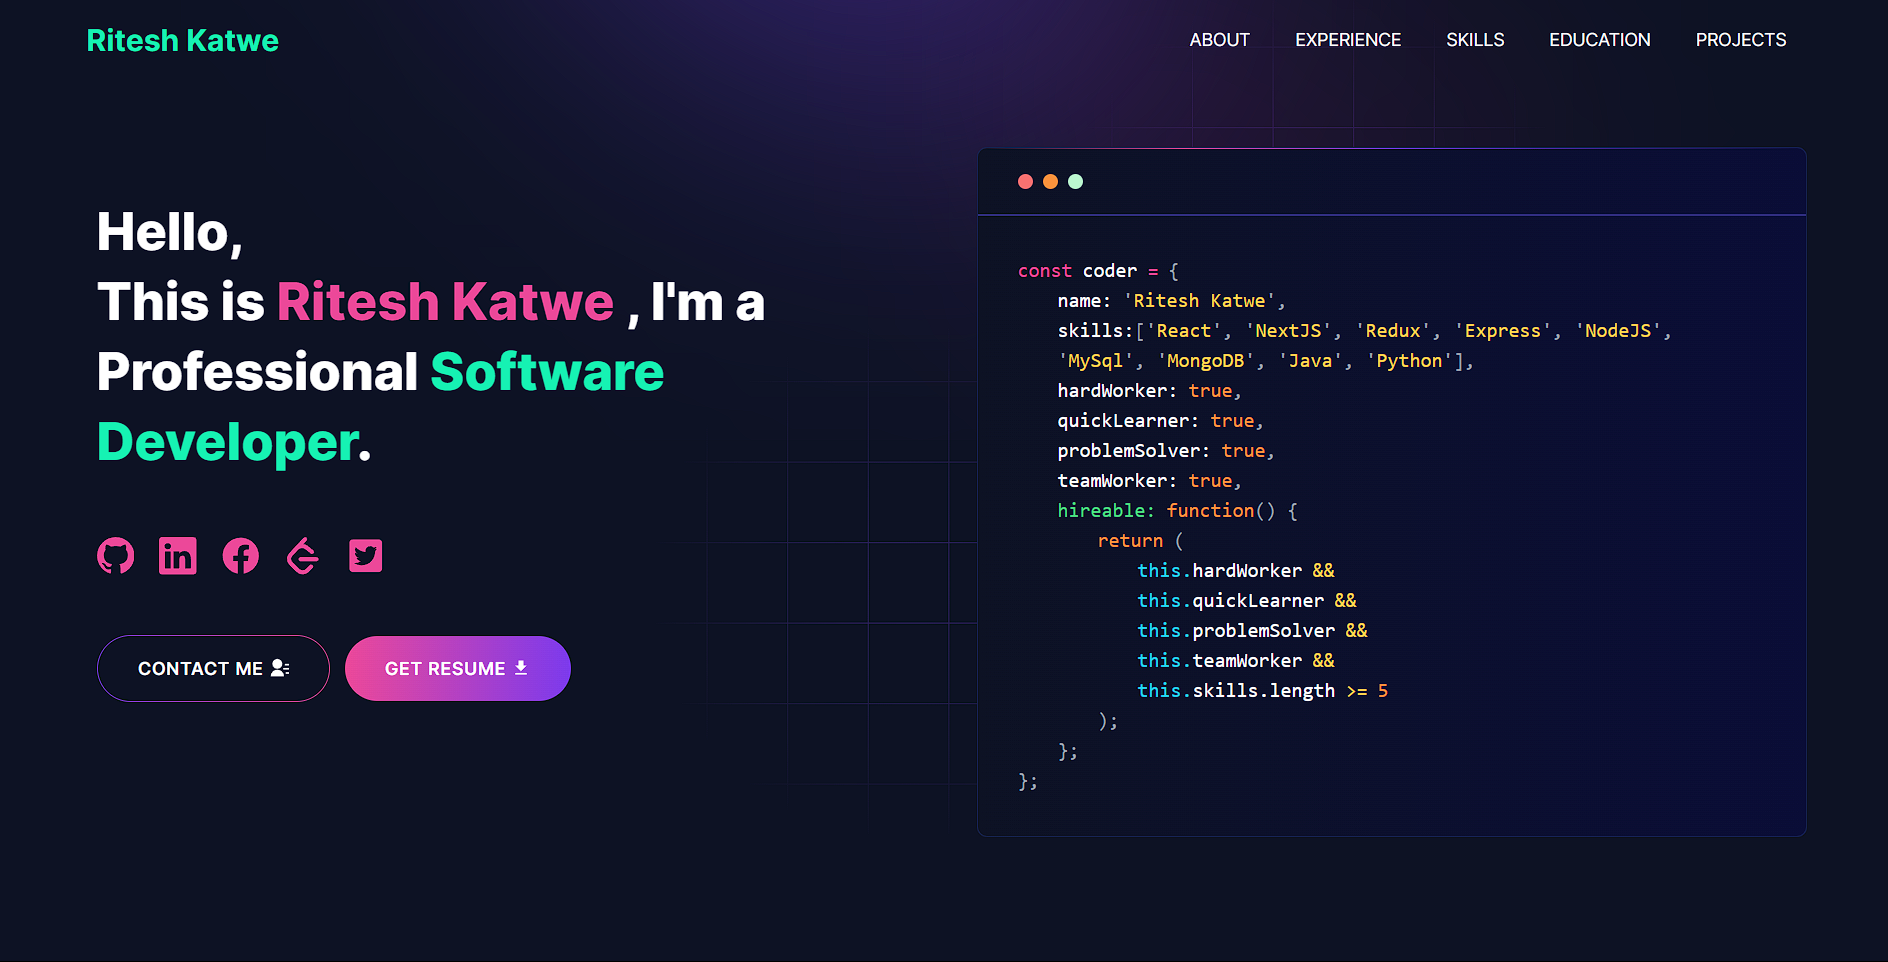 Ritesh Katwe
ABOUT EXPERIENCE SKILLS EDUCATION PROJECTS
Hello,
This is Ritesh Katwe , I'm a
Professional Software
Developer.
CONTACT ME GET RESUME
const coder = {
name: 'Ritesh Katwe',
skills:['React', 'NextJS', 'Redux', 'Express', 'NodeJS',
'MySql', 'MongoDB', 'Java', 'Python'],
hardWorker: true,
quickLearner: true,
problemSolver: true,
teamWorker: true,
hireable: function() {
return (
this.hardWorker &&
this.quickLearner &&
this.problemSolver &&
this.teamWorker &&
this.skills.length >= 5
);
};
};